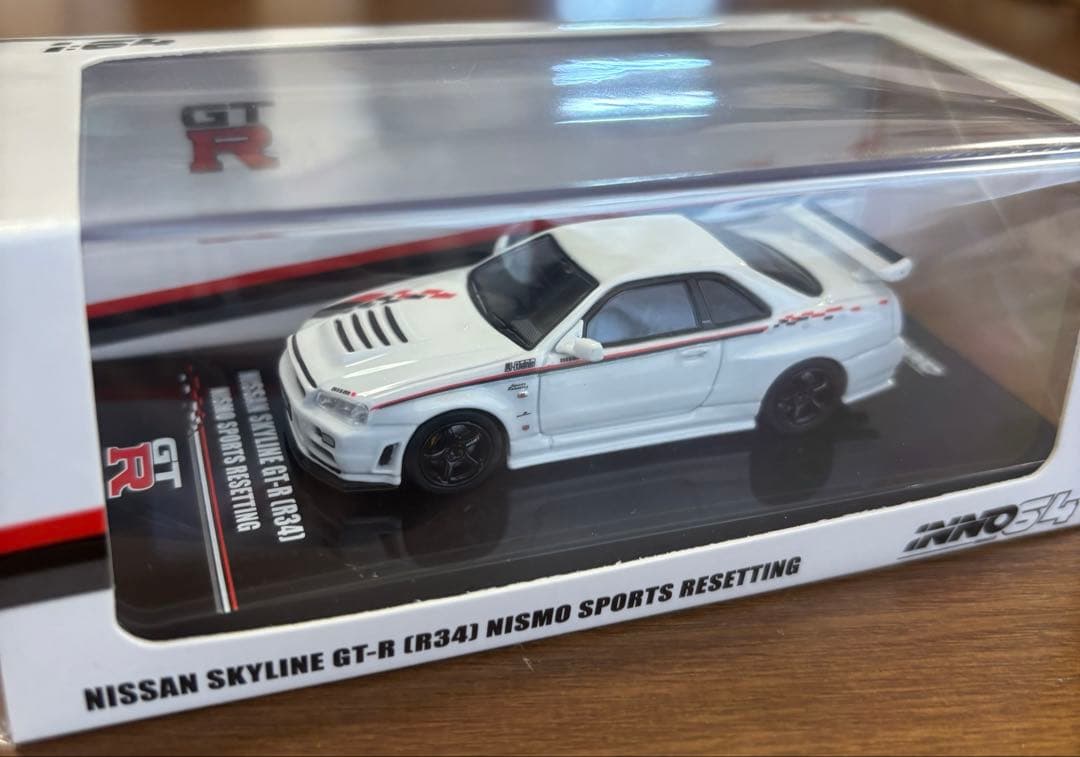 1:64
GT
R
nismo
NISSAN SKYLINE GT-R (R34)
NISMO SPORTS RESETTING
GT
R
INNO64
NISSAN SKYLINE GT-R (R34) NISMO SPORTS RESETTING